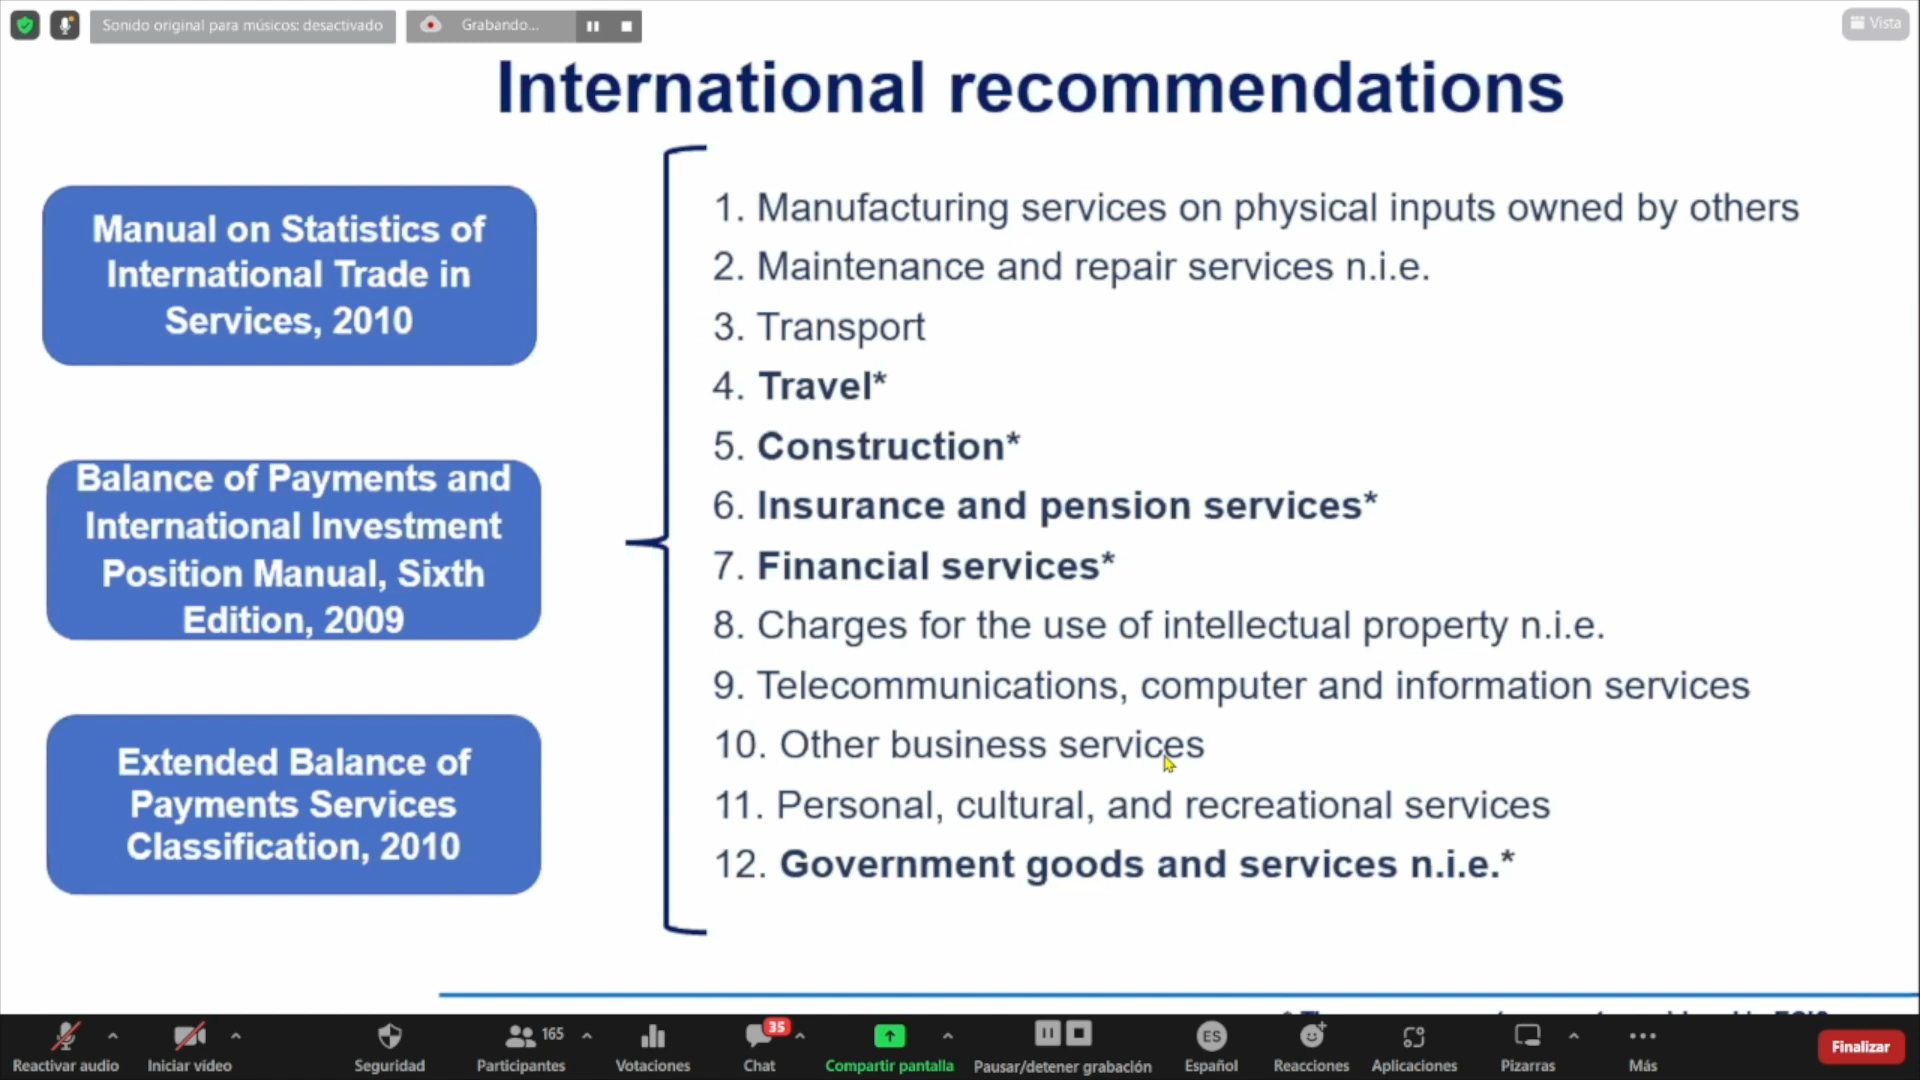 Sonido original para músicos: desactivado
Grabando...
Vista
International recommendations
Manual on Statistics of
International Trade in
Services, 2010
Balance of Payments and
International Investment
Position Manual, Sixth
Edition, 2009
Extended Balance of
Payments Services
Classification, 2010
1. Manufacturing services on physical inputs owned by others
2. Maintenance and repair services n.i.e.
3. Transport
4. Travel*
5. Construction*
6. Insurance and pension services*
7. Financial services*
8. Charges for the use of intellectual property n.i.e.
9. Telecommunications, computer and information services
10. Other business services
11. Personal, cultural, and recreational services
12. Government goods and services n.i.e.*
Reactivar audio
Iniciar vídeo
Seguridad
165
Participantes
Votaciones
35
Chat
Compartir pantalla
Pausar/detener grabación
ES
Español
Reacciones
Aplicaciones
Pizarras
Más
Finalizar